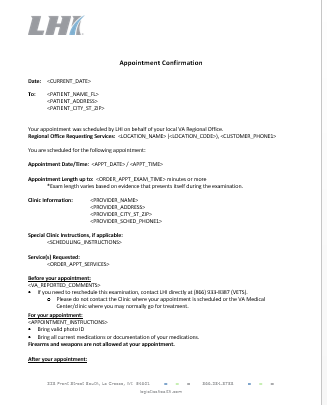 LHI
Appointment Confirmation
Date: <CURRENT_DATE>
To: <PATIENT_NAME_FL>
<PATIENT_ADDRESS>
<PATIENT_CITY_ST_ZIP>
Your appointment was scheduled by LHI on behalf of your local VA Regional Office.
Regional Office Requesting Services: <LOCATION_NAME> (<LOCATION_CODE>), <CUSTOMER_PHONE1>
You are scheduled for the following appointment:
Appointment Date/Time: <APPT_DATE> / <APPT_TIME>
Appointment Length up to: <ORDER_APPT_EXAM_TIME> minutes or more
*Exam length varies based on evidence that presents itself during the examination.
Clinic Information: <PROVIDER_NAME>
<PROVIDER_ADDRESS>
<PROVIDER_CITY_ST_ZIP>
<PROVIDER_SCHED_PHONE1>
Special Clinic Instructions, if applicable:
<SCHEDULING_INSTRUCTIONS>
Service(s) Requested:
<ORDER_APPT_SERVICES>
Before your appointment:
<VA_REPORTED_COMMENTS>
• If you need to reschedule this examination, contact LHI directly at (866) 933-8387 (VETS).
o Please do not contact the Clinic where your appointment is scheduled or the VA Medical
Center/clinic where you may normally go for treatment.
For your appointment:
<APPOINTMENT_INSTRUCTIONS>
• Bring valid photo ID
• Bring all current medications or documentation of your medications.
Firearms and weapons are not allowed at your appointment.
After your appointment:
Front Street South, La Crosse, WI 54601
logisticshealth.com